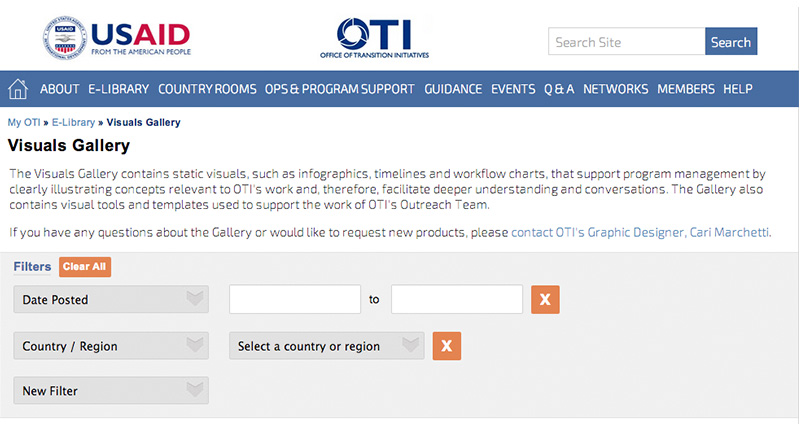 USAID
FROM THE AMERICAN PEOPLE
OTI
OFFICE OF TRANSITION INITIATIVES
Search Site
Search
ABOUT E-LIBRARY COUNTRY ROOMS OPS & PROGRAM SUPPORT GUIDANCE EVENTS Q & A NETWORKS MEMBERS HELP
My OTI » E-Library » Visuals Gallery
Visuals Gallery
The Visuals Gallery contains static visuals, such as infographics, timelines and workflow charts, that support program management by
clearly illustrating concepts relevant to OTI's work and, therefore, facilitate deeper understanding and conversations. The Gallery also
contains visual tools and templates used to support the work of OTI's Outreach Team.
If you have any questions about the Gallery or would like to request new products, please contact OTI's Graphic Designer, Cari Marchetti.
Filters Clear All
Date Posted to X
Country / Region Select a country or region X
New Filter